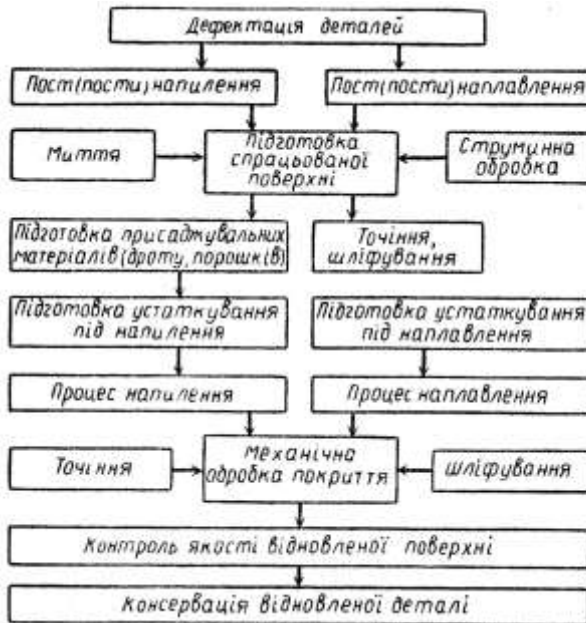 Дефектація деталей
Пост(пости) напилення
Пост(пости) наплавлення
Миття
Підготовка
спрацьованої
поверхні
Струминна
обробка
Підготовка присаджувальних
матеріалів (дроту, порошків)
Точіння,
шліфування
Підготовка устаткування
під напилення
Підготовка устаткування
під наплавлення
Процес напилення
Процес наплавлення
Точіння
Механічна
обробка покриття
Шліфування
Контроль якості відновленої поверхні
Консервація відновленої деталі